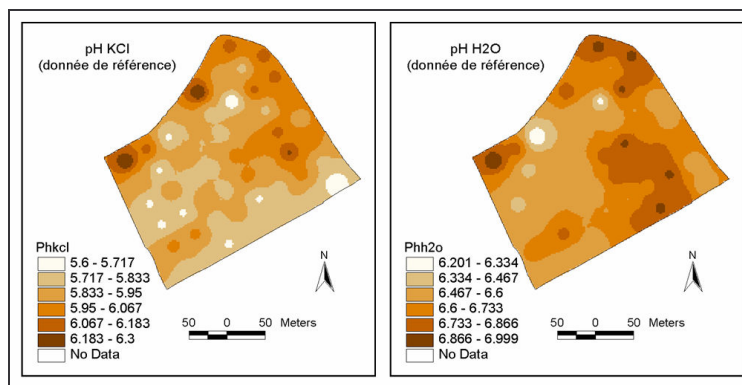 pH KCl
(donnée de référence)
Phkcl
5.6 - 5.717
5.717 - 5.833
5.833 - 5.95
5.95 - 6.067
6.067 - 6.183
6.183 - 6.3
No Data
N
50 0 50 Meters
pH H2O
(donnée de référence)
Phh2o
6.201 - 6.334
6.334 - 6.467
6.467 - 6.6
6.6 - 6.733
6.733 - 6.866
6.866 - 6.999
No Data
N
50 0 50 Meters